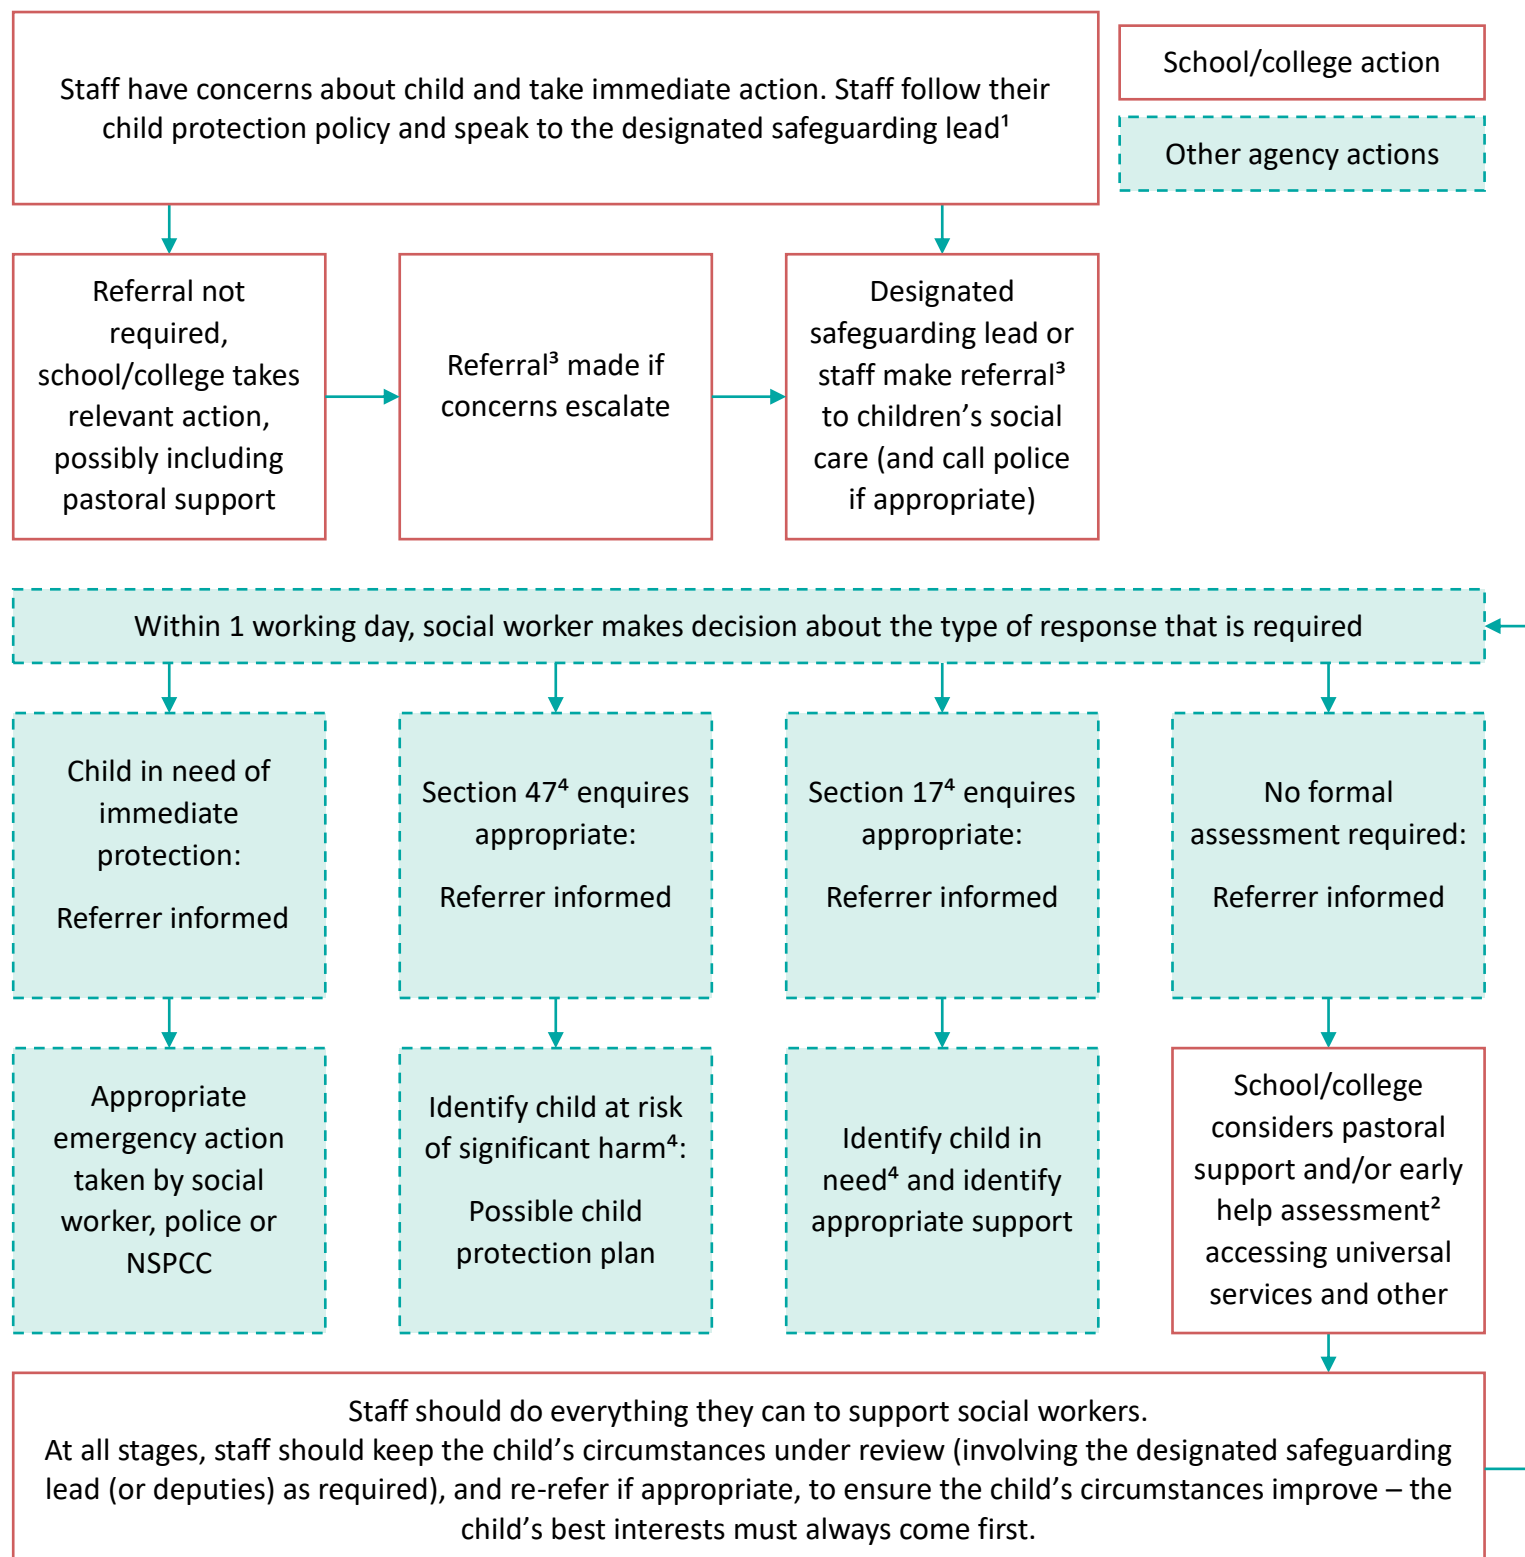 Staff have concerns about child and take immediate action. Staff follow their
child protection policy and speak to the designated safeguarding lead¹
School/college action
Other agency actions
Referral not
required,
school/college takes
relevant action,
possibly including
pastoral support
Referral³ made if
concerns escalate
Designated
safeguarding lead or
staff make referral³
to children’s social
care (and call police
if appropriate)
Within 1 working day, social worker makes decision about the type of response that is required
Child in need of
immediate
protection:
Referrer informed
Section 47⁴ enquires
appropriate:
Referrer informed
Section 17⁴ enquires
appropriate:
Referrer informed
No formal
assessment required:
Referrer informed
Appropriate
emergency action
taken by social
worker, police or
NSPCC
Identify child at risk
of significant harm⁴:
Possible child
protection plan
Identify child in
need⁴ and identify
appropriate support
School/college
considers pastoral
support and/or early
help assessment²
accessing universal
services and other
Staff should do everything they can to support social workers.
At all stages, staff should keep the child’s circumstances under review (involving the designated safeguarding
lead (or deputies) as required), and re-refer if appropriate, to ensure the child’s circumstances improve – the
child’s best interests must always come first.